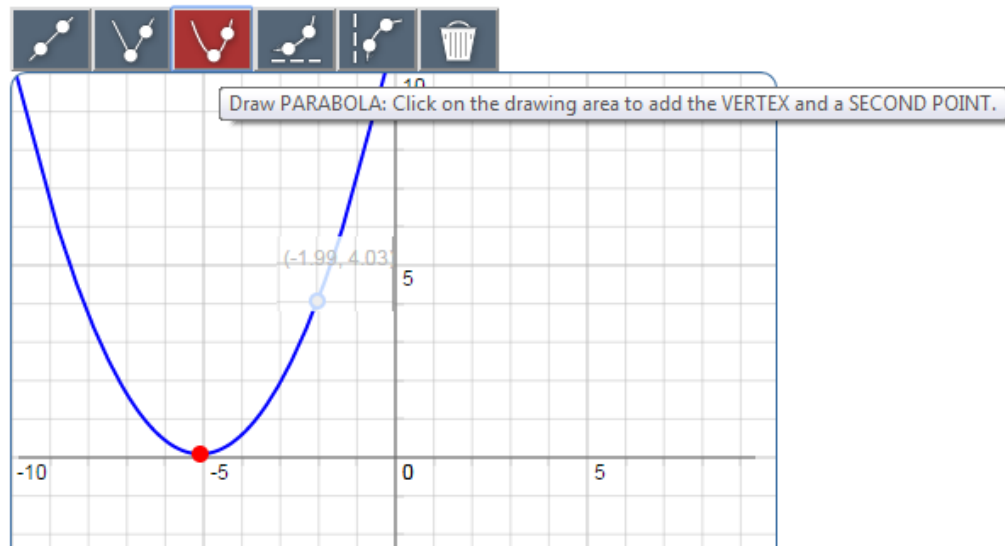 10
Draw PARABOLA: Click on the drawing area to add the VERTEX and a SECOND POINT.
(-1.99, 4.03)
5
-10 -5 0 5